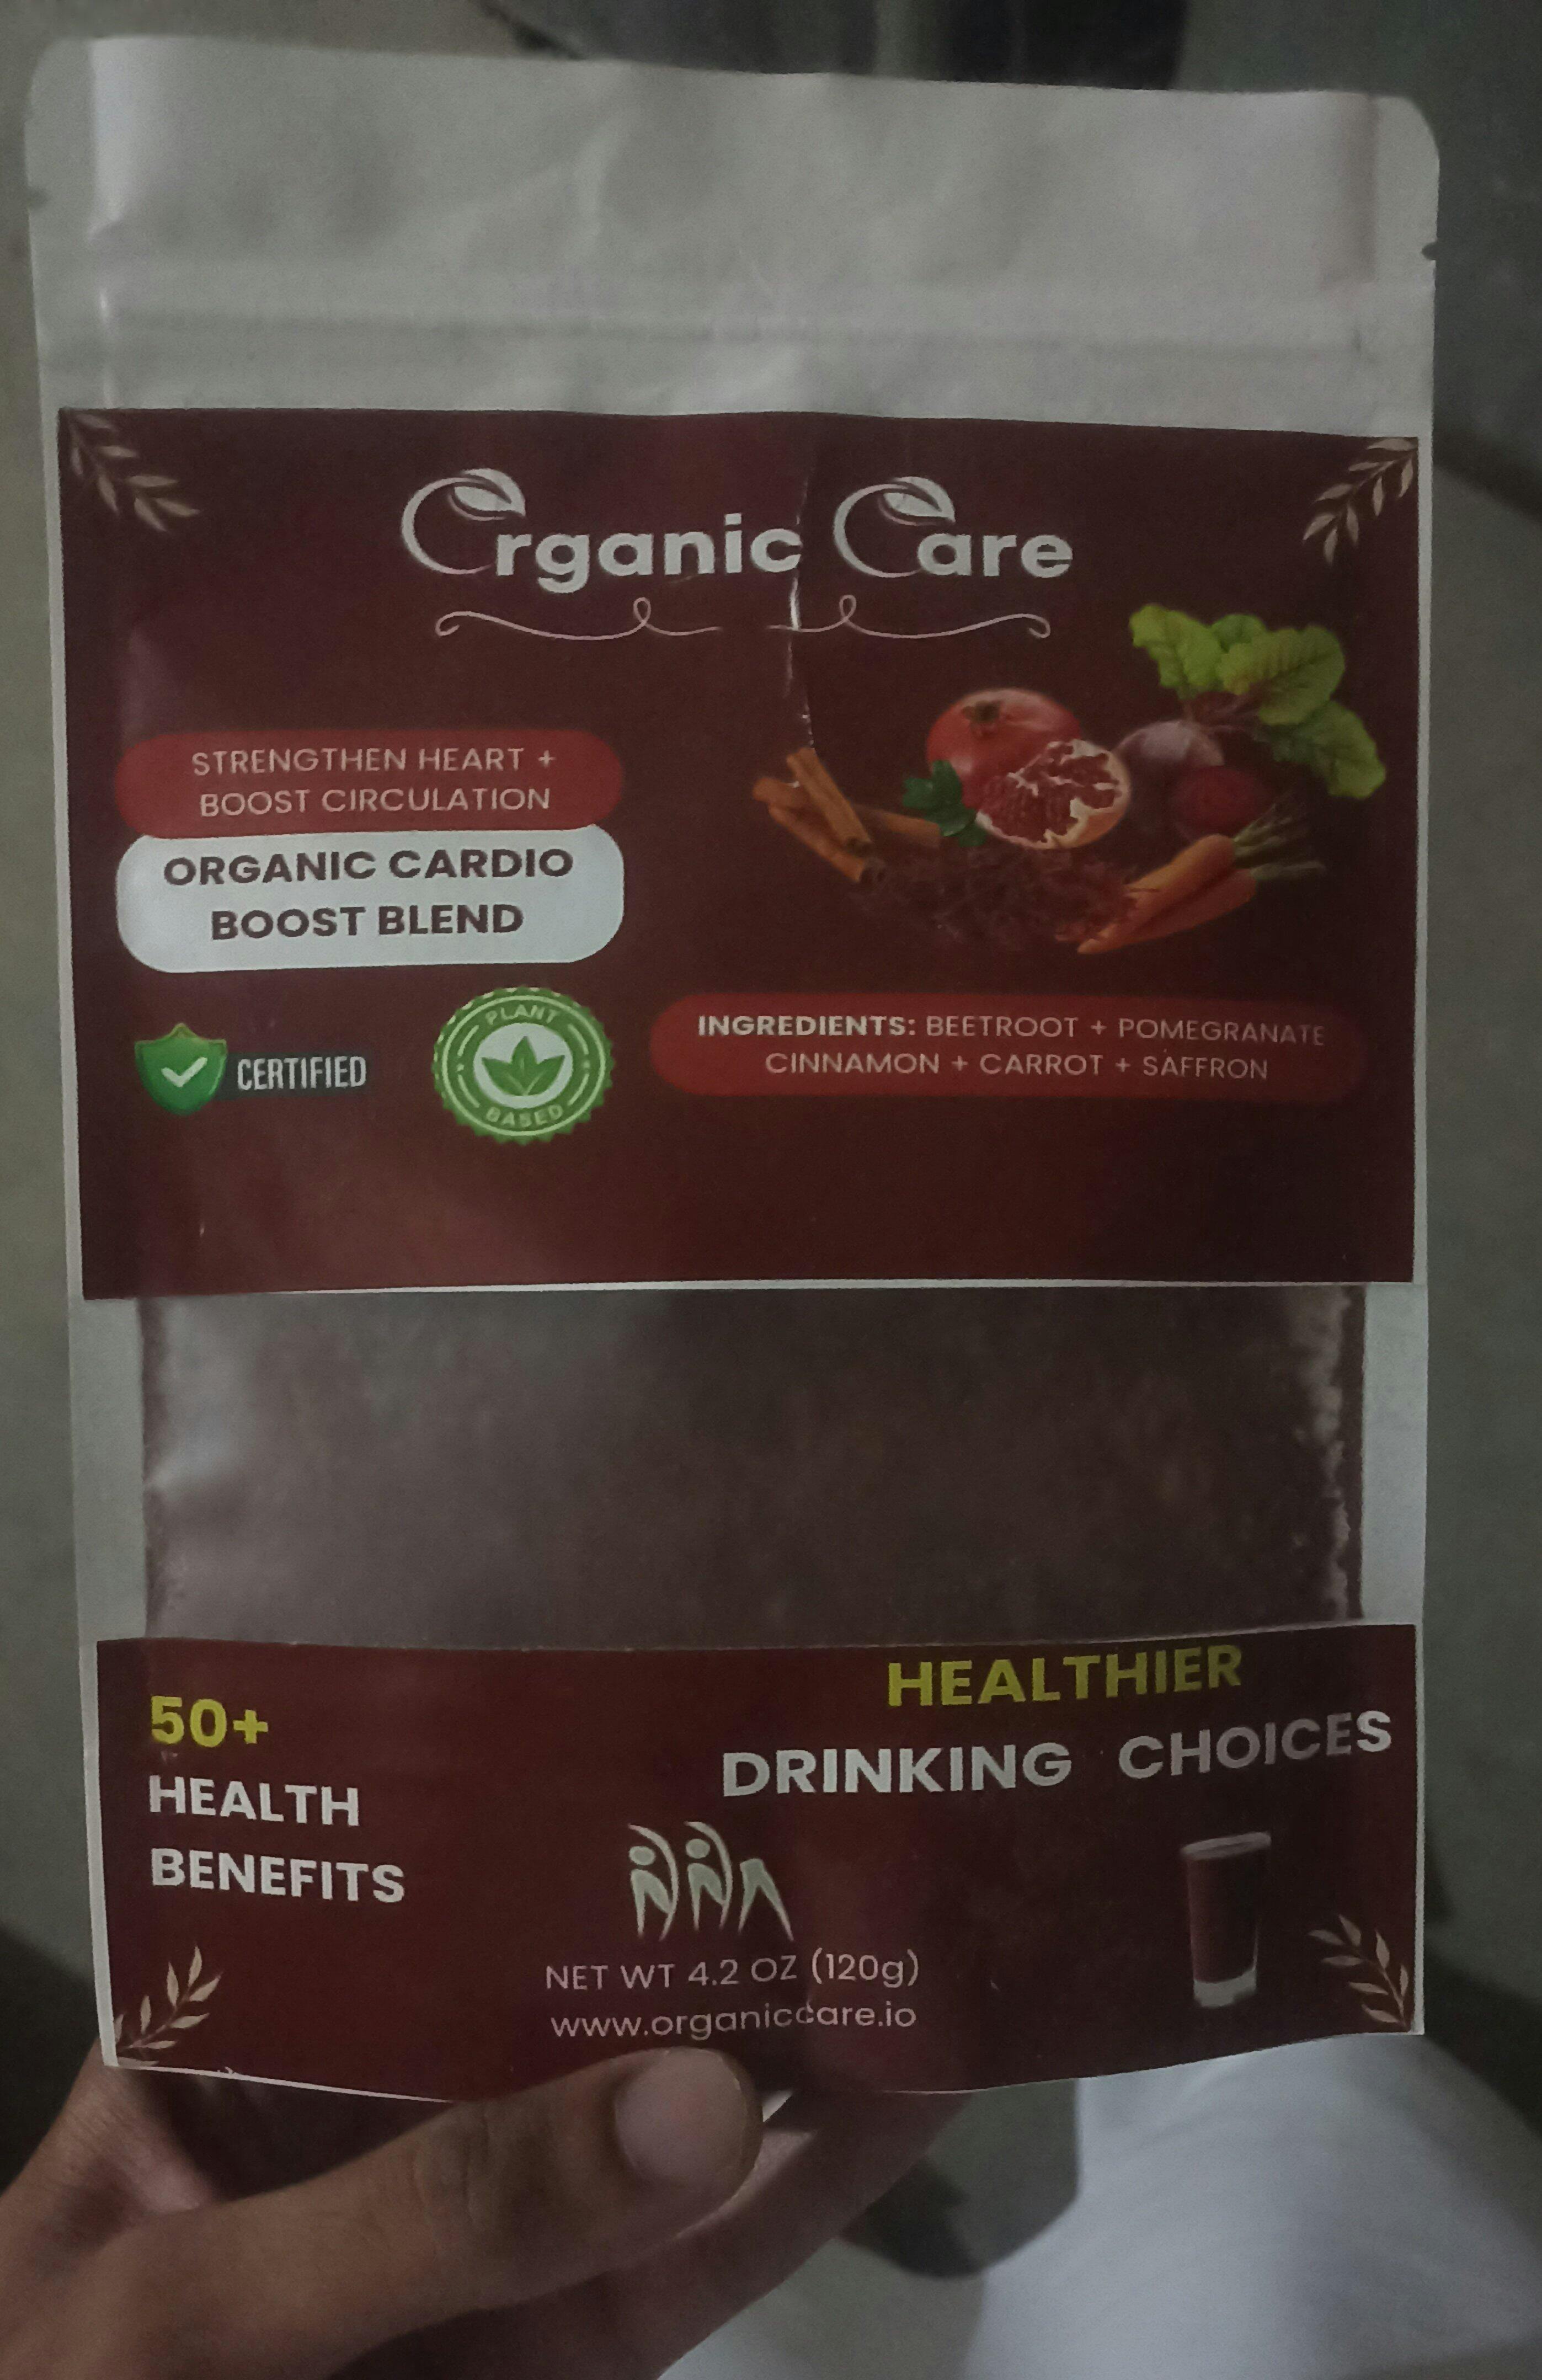 Organic Care
STRENGTHEN HEART +
BOOST CIRCULATION
ORGANIC CARDIO
BOOST BLEND
CERTIFIED
PLANT
BASED
INGREDIENTS: BEETROOT + POMEGRANATE
CINNAMON + CARROT + SAFFRON
50+
HEALTH
BENEFITS
HEALTHIER
DRINKING CHOICES
NET WT 4.2 OZ (120g)
www.organiccare.io